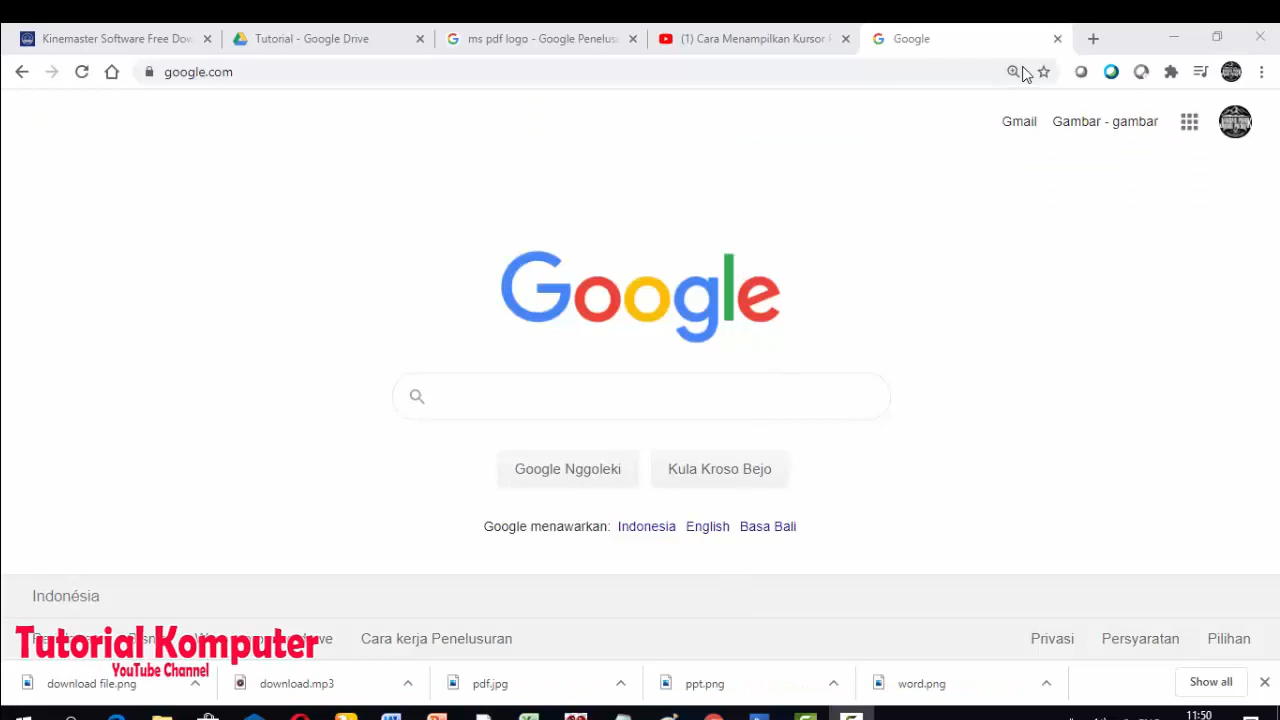 Kinemaster Software Free Dow
Tutorial - Google Drive
ms pdf logo - Google Penelusu
(1) Cara Menampilkan Kursor
Google
google.com
Gmail
Gambar - gambar
Google
Google Nggoleki
Kula Kroso Bejo
Google menawarkan: Indonesia English Basa Bali
Indonésia
Cara kerja Penelusuran
Privasi
Persyaratan
Pilihan
Tutorial Komputer
YouTube Channel
download file.png
download.mp3
pdf.jpg
ppt.png
word.png
Show all
11:50